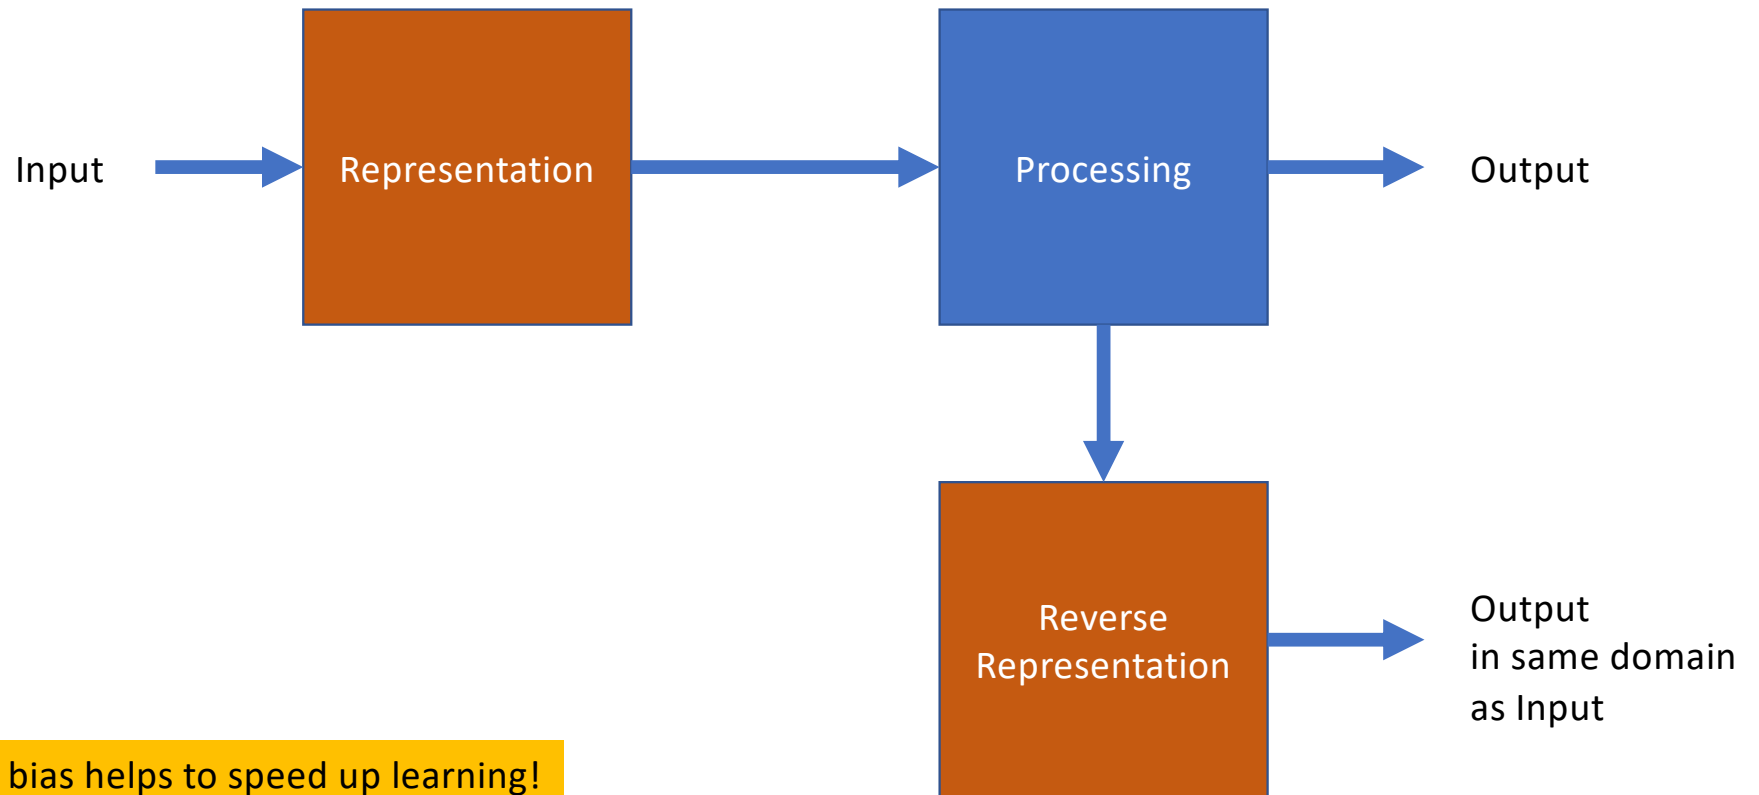 Input
Representation
Processing
Output
Reverse
Representation
Output
in same domain
as Input
bias helps to speed up learning!